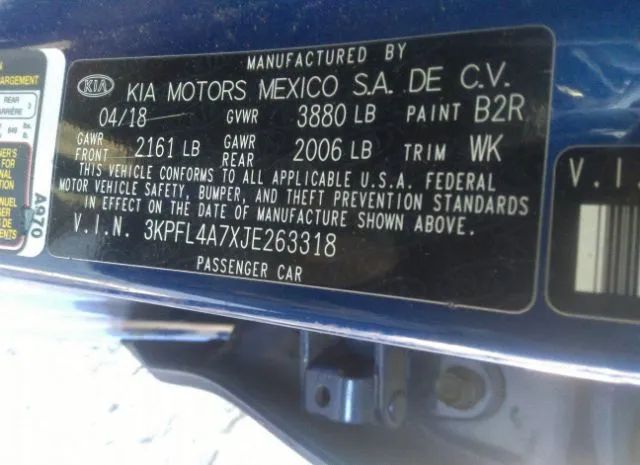 MANUFACTURED BY
KIA KIA MOTORS MEXICO S.A. DE C.V.
04/18 GVWR 3880 LB PAINT B2R
GAWR FRONT 2161 LB GAWR REAR 2006 LB TRIM WK
THIS VEHICLE CONFORMS TO ALL APPLICABLE U.S.A. FEDERAL
MOTOR VEHICLE SAFETY, BUMPER, AND THEFT PREVENTION STANDARDS
IN EFFECT ON THE DATE OF MANUFACTURE SHOWN ABOVE.
V.I.N. 3KPFL4A7XJE263318
PASSENGER CAR
REAR
A970
V.I.